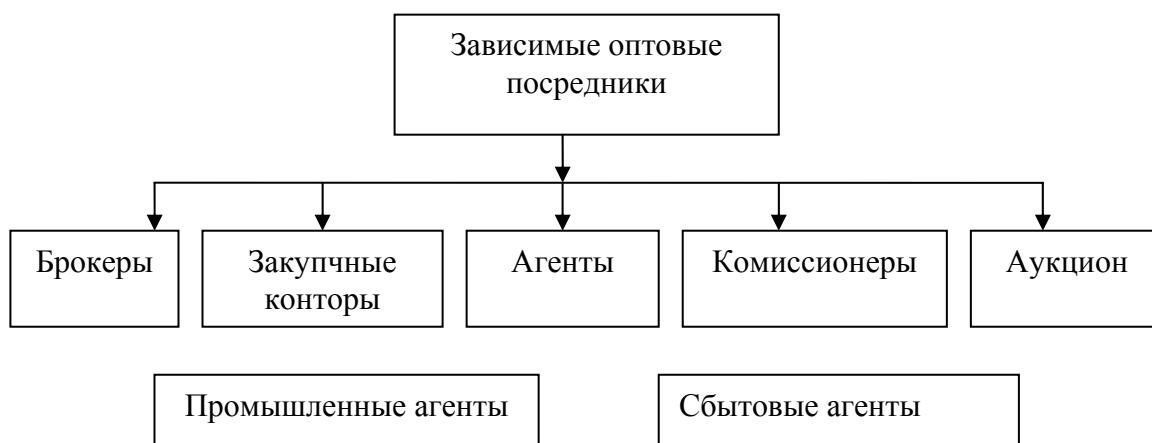 Зависимые оптовые
посредники
Брокеры
Закупчные
конторы
Агенты
Комиссионеры
Аукцион
Промышленные агенты
Сбытовые агенты